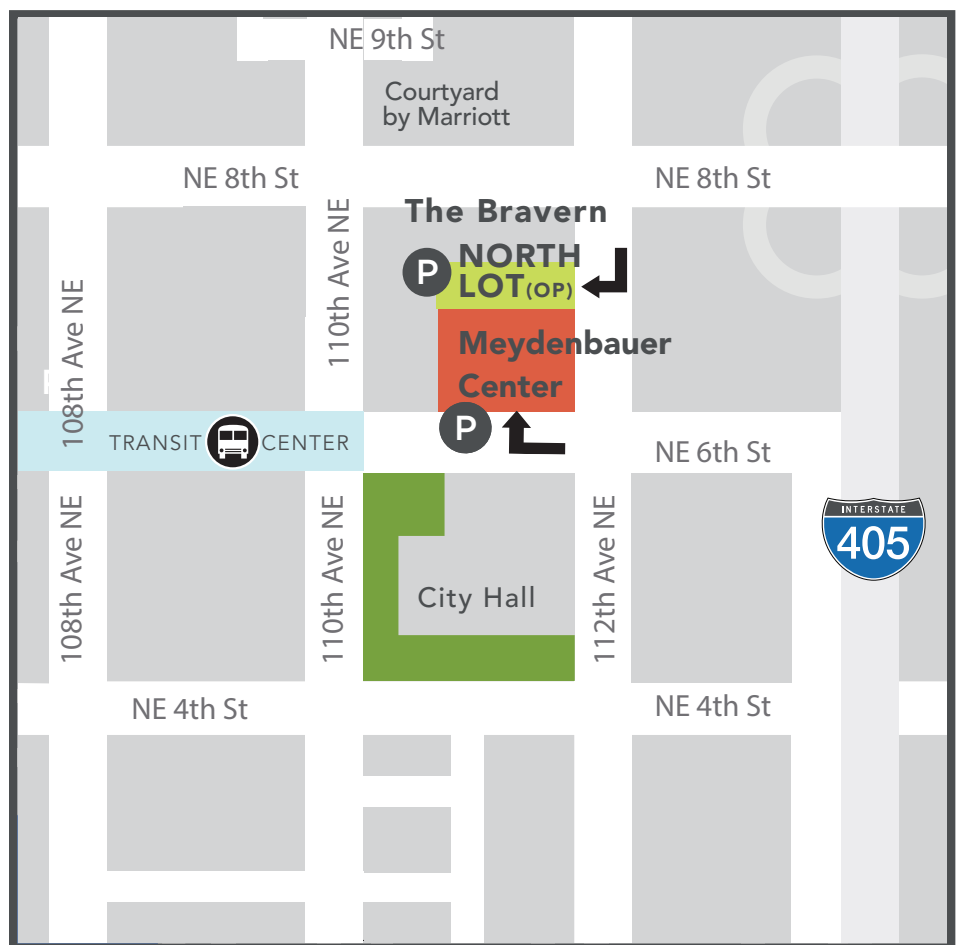 NE 9th St
Courtyard
by Marriott
NE 8th St
NE 8th St
The Bravern
110th Ave NE
P
NORTH
LOT(OP)
108th Ave NE
Meydenbauer
Center
P
P
TRANSIT
CENTER
NE 6th St
INTERSTATE
405
108th Ave NE
110th Ave NE
112th Ave NE
City Hall
NE 4th St
NE 4th St